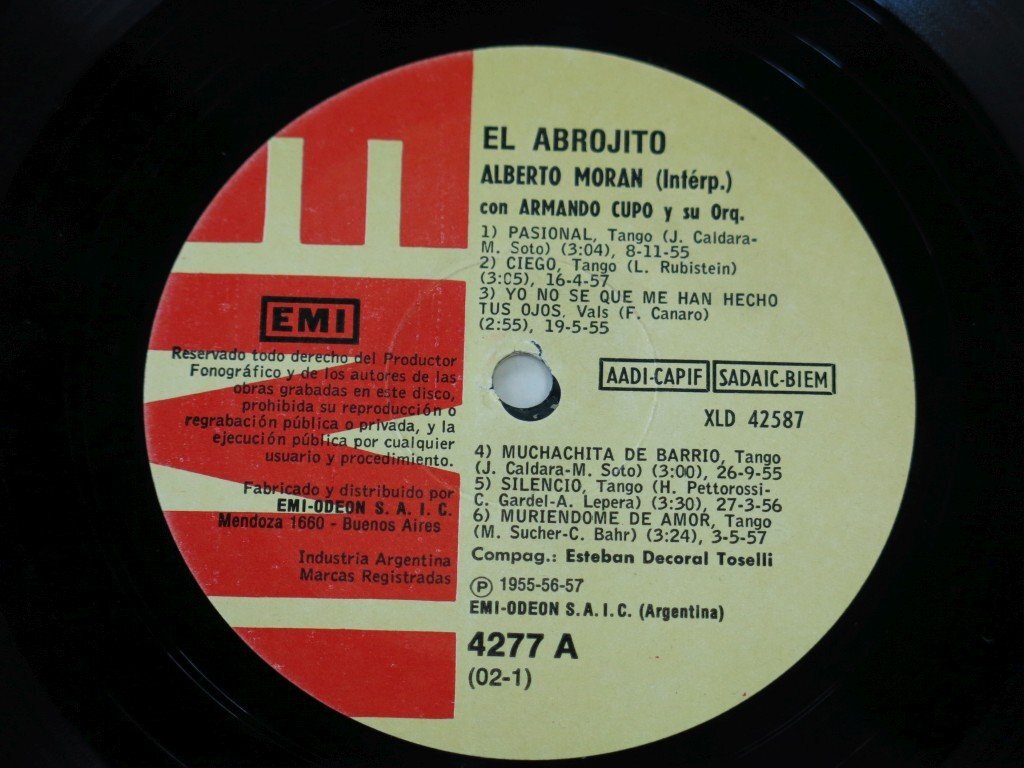 EL ABROJITO
ALBERTO MORAN (Intérp.)
con ARMANDO CUPO y su Orq.
1) PASIONAL, Tango (J. Caldara-
M. Soto) (3:04), 8-11-55
2) CIEGO, Tango (L. Rubistein)
(3:05), 16-4-57
3) YO NO SE QUE ME HAN HECHO
TUS OJOS, Vals (F. Canaro)
(2:55), 19-5-55
EMI
Reservado todo derecho del Productor
Fonográfico y de los autores de las
obras grabadas en este disco,
prohibida su reproducción o
regrabación pública o privada, y la
ejecución pública por cualquier
usuario y procedimiento.
Fabricado y distribuido por
EMI-ODEON S. A. I. C.
Mendoza 1660 - Buenos Aires
Industria Argentina
Marcas Registradas
AADI-CAPIF SADAIC-BIEM
XLD 42587
4) MUCHACHITA DE BARRIO, Tango
(J. Caldara-M. Soto) (3:00), 26-9-55
5) SILENCIO, Tango (H. Pettorossi-
C. Gardel-A. Lepera) (3:30), 27-3-56
6) MURIENDOME DE AMOR, Tango
(M. Sucher-C. Bahr) (3:24), 3-5-57
Compag.: Esteban Decoral Toselli
Ⓟ 1955-56-57
EMI-ODEON S. A. I. C. (Argentina)
4277 A
(02-1)